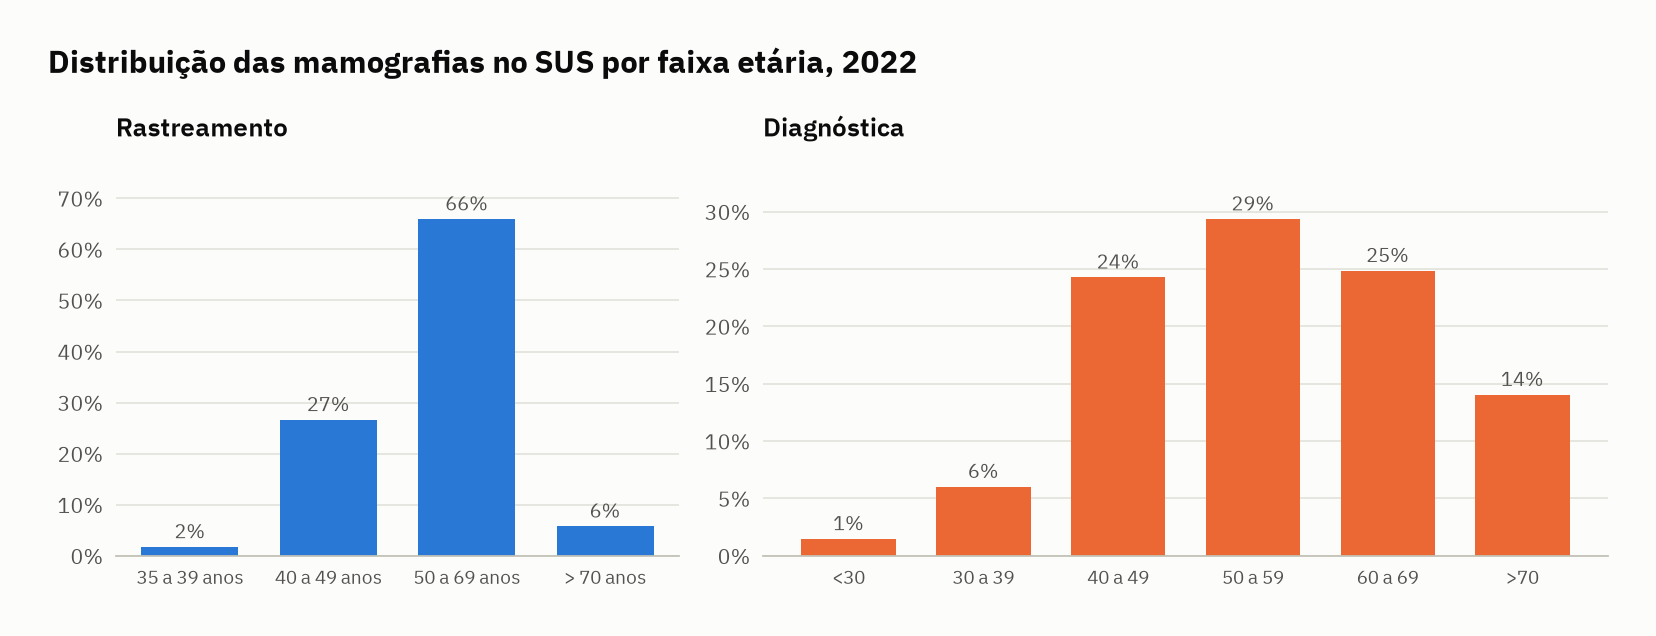 Distribuição das mamografias no SUS por faixa etária, 2022
Rastreamento
70%
60%
50%
40%
30%
20%
10%
0%
2%
27%
66%
6%
35 a 39 anos
40 a 49 anos
50 a 69 anos
> 70 anos
Diagnóstica
30%
25%
20%
15%
10%
5%
0%
1%
6%
24%
29%
25%
14%
<30
30 a 39
40 a 49
50 a 59
60 a 69
>70